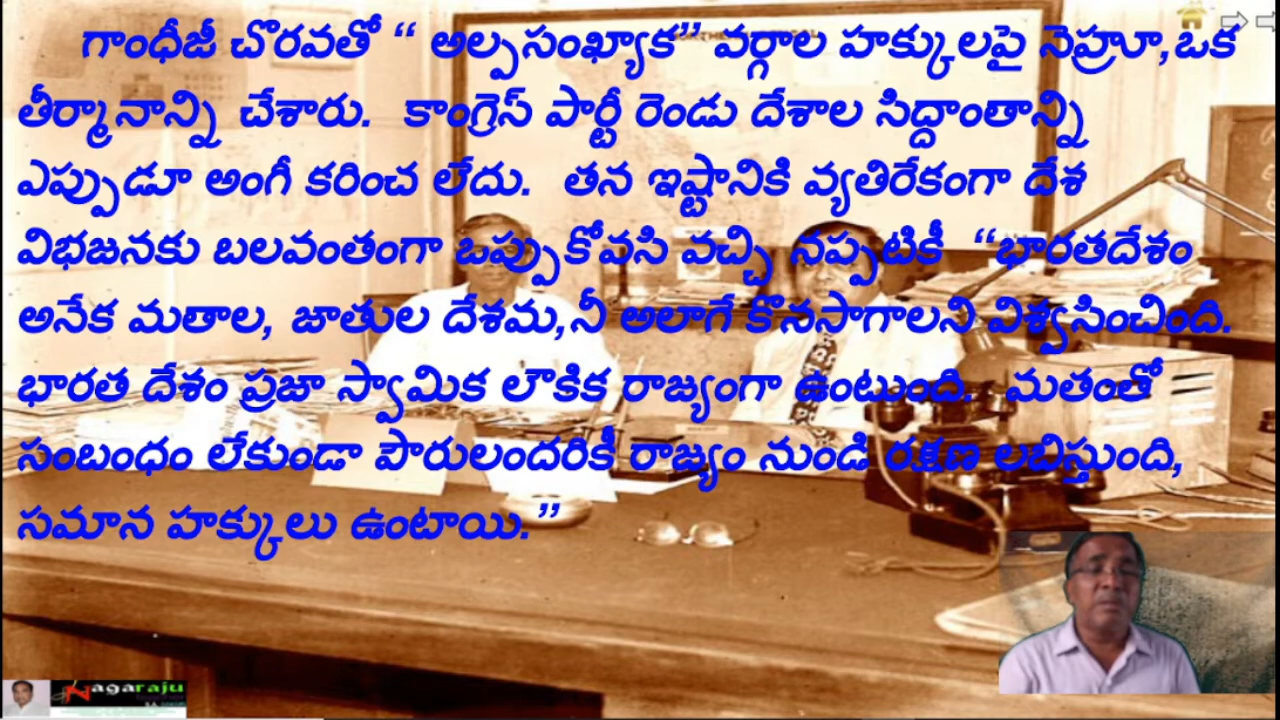 గాంధీజీ చొరవతో “ అల్పసంఖ్యాక” వర్గాల హక్కులపై నెహ్రూ,ఒక
తీర్మానాన్ని చేశారు. కాంగ్రెస్ పార్టీ రెండు దేశాల సిద్దాంతాన్ని
ఎప్పుడూ అంగీ కరించ లేదు. తన ఇష్టానికి వ్యతిరేకంగా దేశ
విభజనకు బలవంతంగా ఒప్పుకోవసి వచ్చి నప్పటికీ “భారతదేశం
అనేక మతాల, జాతుల దేశమ,నీ అలాగే కొనసాగాలని విశ్వసించింది.
భారత దేశం ప్రజా స్వామిక లౌకిక రాజ్యంగా ఉంటుంది. మతంతో
సంబంధం లేకుండా పౌరులందరికీ రాజ్యం నుండి రక్షణ లబిస్తుంది,
సమాన హక్కులు ఉంటాయి.”
Nagaraju